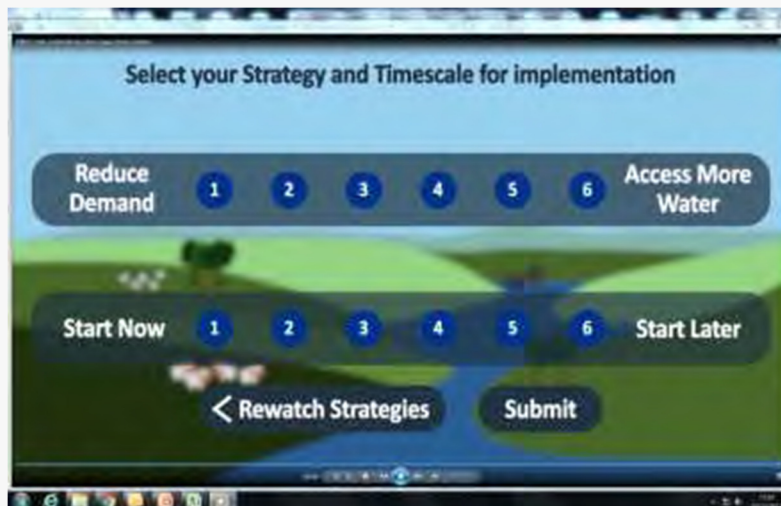 Select your Strategy and Timescale for implementation
Reduce
Demand
1 2 3 4 5 6
Access More
Water
Start Now 1 2 3 4 5 6 Start Later
< Rewatch Strategies
Submit